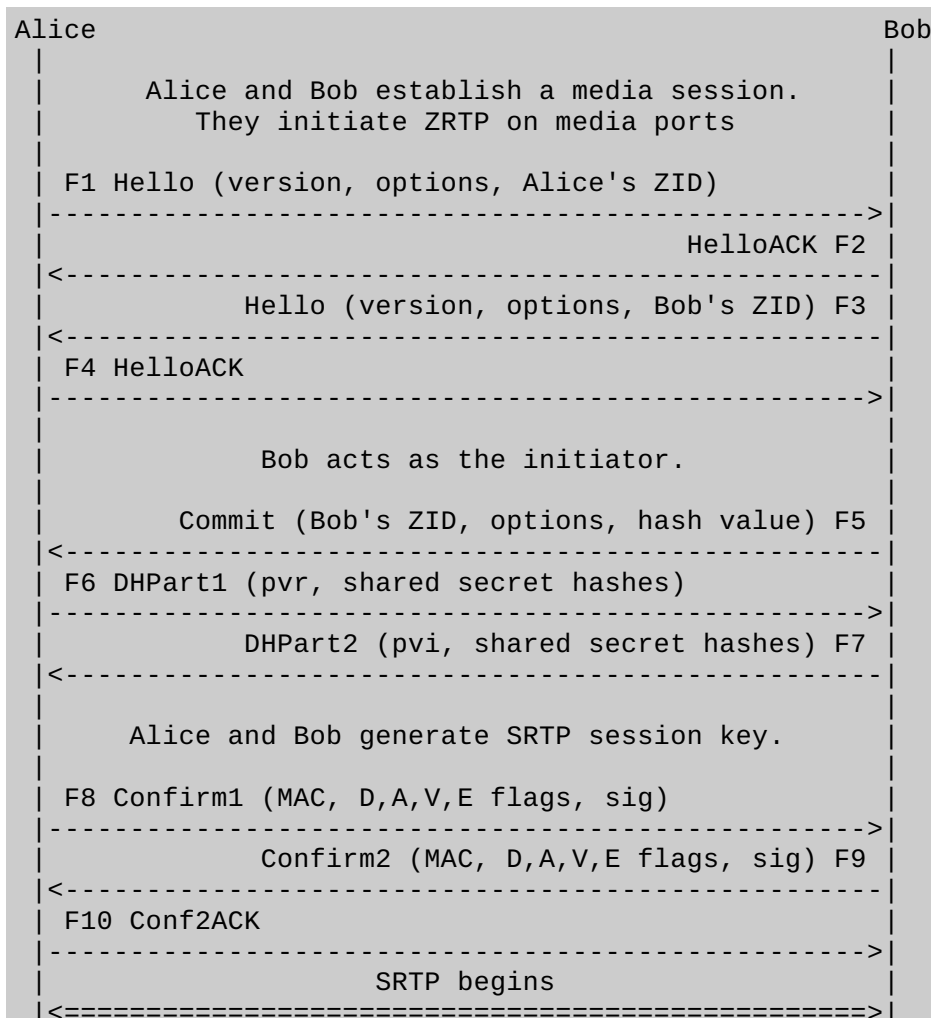 Alice Bob
Alice and Bob establish a media session.
They initiate ZRTP on media ports
F1 Hello (version, options, Alice's ZID)
HelloACK F2
Hello (version, options, Bob's ZID) F3
F4 HelloACK
Bob acts as the initiator.
Commit (Bob's ZID, options, hash value) F5
F6 DHPart1 (pvr, shared secret hashes)
DHPart2 (pvi, shared secret hashes) F7
Alice and Bob generate SRTP session key.
F8 Confirm1 (MAC, D,A,V,E flags, sig)
Confirm2 (MAC, D,A,V,E flags, sig) F9
F10 Conf2ACK
SRTP begins